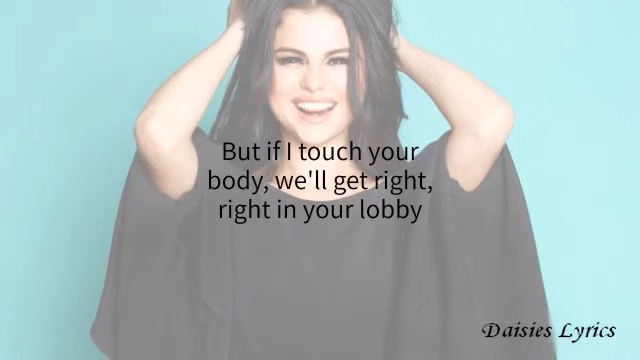 But if I touch your
body, we'll get right,
right in your lobby
Daisies Lyrics